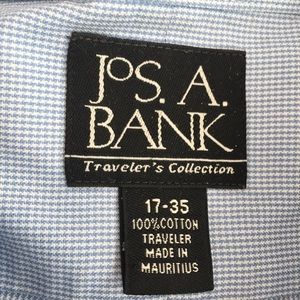 JOS. A.
BANK
Traveler's Collection
17-35
100%COTTON
TRAVELER
MADE IN
MAURITIUS